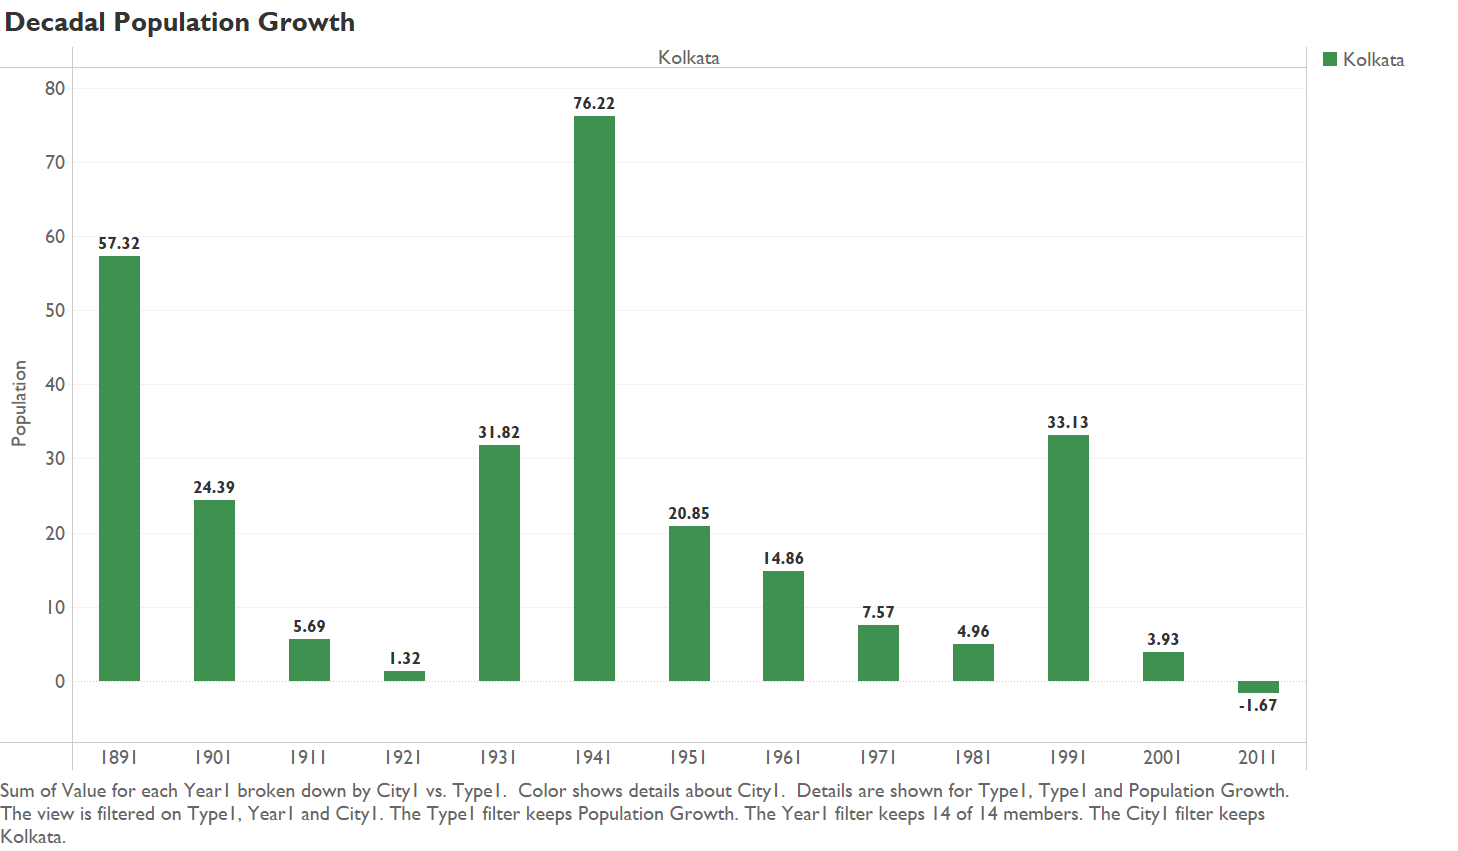 Decadal Population Growth
Kolkata
Kolkata
Population
80
70
60
50
40
30
20
10
0
57.32
24.39
5.69
1.32
31.82
76.22
20.85
14.86
7.57
4.96
33.13
3.93
-1.67
1891 1901 1911 1921 1931 1941 1951 1961 1971 1981 1991 2001 2011
Sum of Value for each Year1 broken down by City1 vs. Type1.  Color shows details about City1.  Details are shown for Type1, Type1 and Population Growth.
The view is filtered on Type1, Year1 and City1. The Type1 filter keeps Population Growth. The Year1 filter keeps 14 of 14 members. The City1 filter keeps
Kolkata.